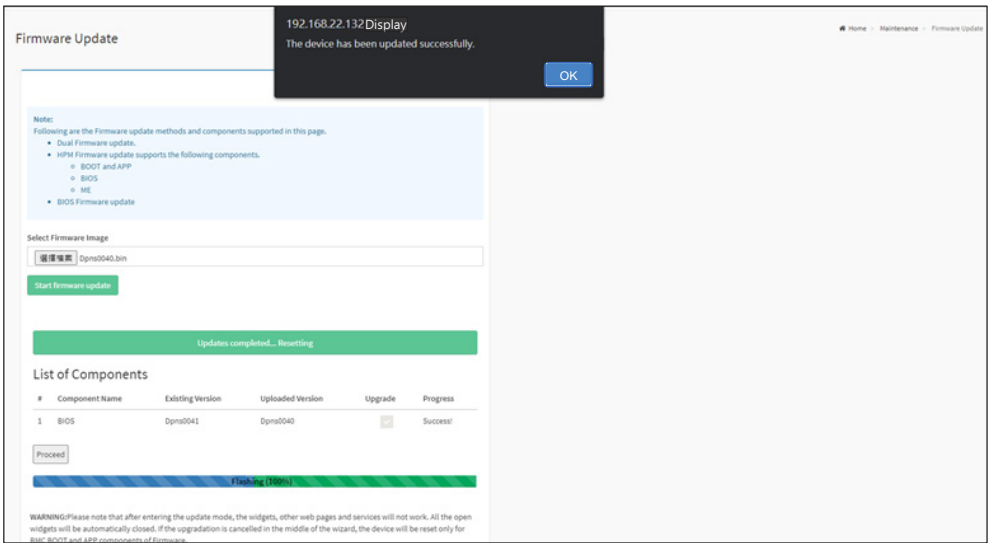 192.168.22.132 Display
The device has been updated successfully.
OK
Firmware Update
Home > Maintenance > Firmware Update
Note:
Following are the Firmware update methods and components supported in this page.
• Dual Firmware update.
• HPM Firmware update supports the following components.
BOOT and APP
BIOS
ME
• BIOS Firmware update
Select Firmware Image
選擇檔案 Dpns0040.bin
Start firmware update
Updates completed... Resetting
List of Components
# Component Name Existing Version Uploaded Version Upgrade Progress
1 BIOS Dpns0041 Dpns0040 Success!
Proceed
Flashing (100%)
WARNING:Please note that after entering the update mode, the widgets, other web pages and services will not work. All the open
widgets will be automatically closed. If the upgradation is cancelled in the middle of the wizard, the device will be reset only for
BMC BOOT and APP components of Firmware.